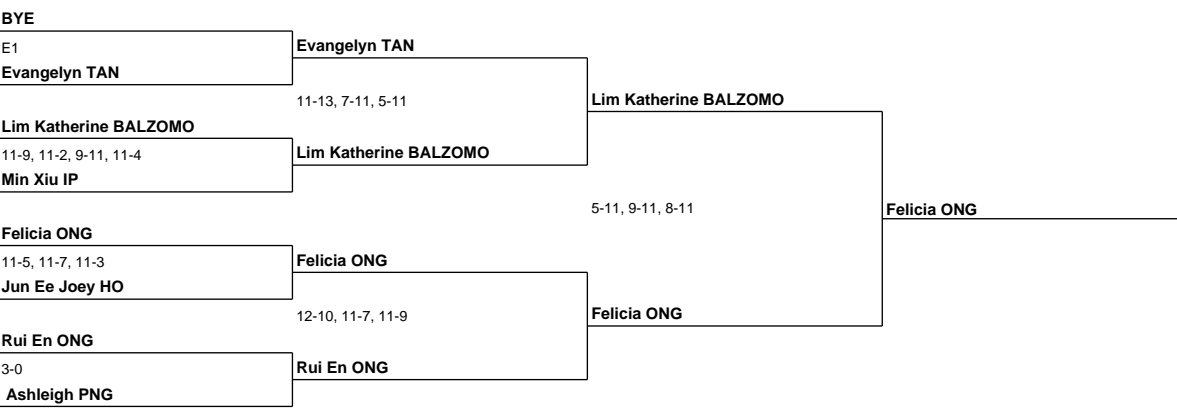 BYE
E1
Evangelyn TAN
Evangelyn TAN
11-13, 7-11, 5-11
Lim Katherine BALZOMO
Lim Katherine BALZOMO
11-9, 11-2, 9-11, 11-4
Lim Katherine BALZOMO
Min Xiu IP
5-11, 9-11, 8-11
Felicia ONG
Felicia ONG
11-5, 11-7, 11-3
Felicia ONG
Jun Ee Joey HO
12-10, 11-7, 11-9
Felicia ONG
Rui En ONG
3-0
Rui En ONG
Ashleigh PNG